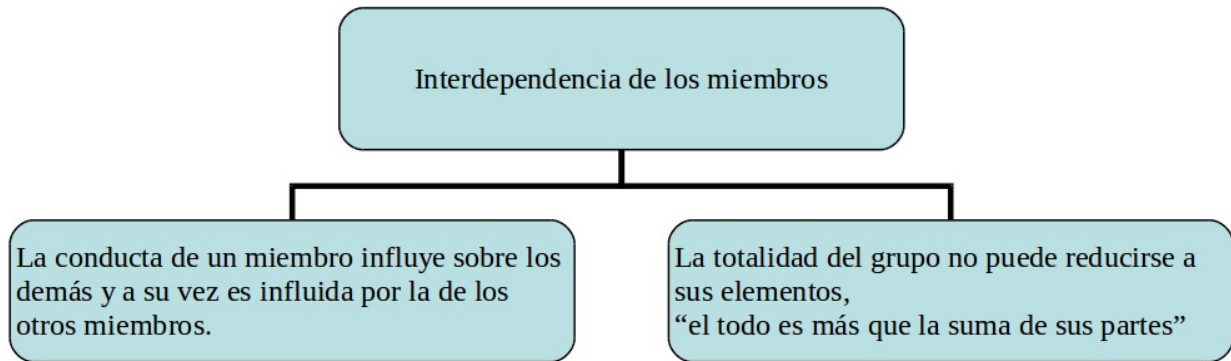 Interdependencia de los miembros
La conducta de un miembro influye sobre los
demás y a su vez es influida por la de los
otros miembros.
La totalidad del grupo no puede reducirse a
sus elementos,
“el todo es más que la suma de sus partes”